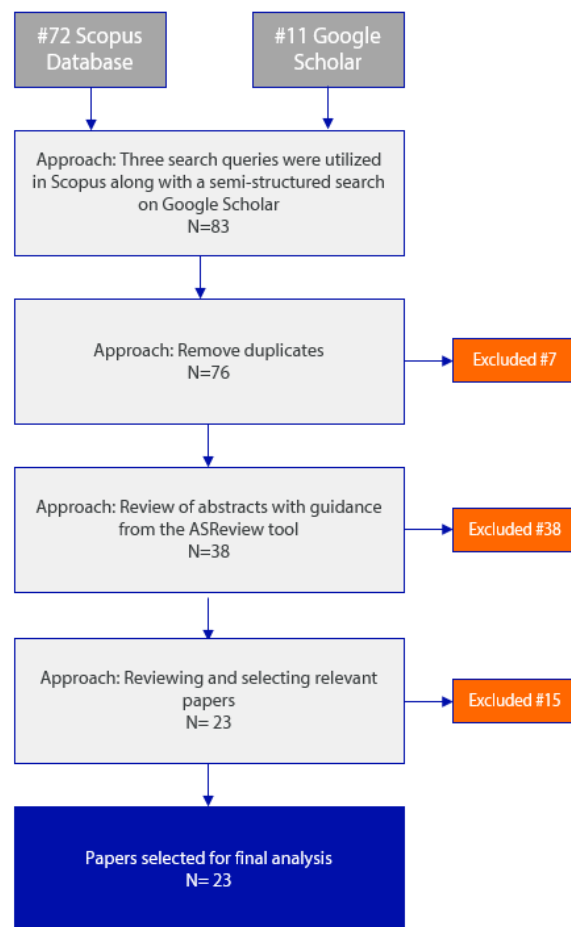 #72 Scopus
Database
#11 Google
Scholar
Approach: Three search queries were utilized
in Scopus along with a semi-structured search
on Google Scholar
N=83
Approach: Remove duplicates
N=76
Excluded #7
Approach: Review of abstracts with guidance
from the ASReview tool
N=38
Excluded #38
Approach: Reviewing and selecting relevant
papers
N= 23
Excluded #15
Papers selected for final analysis
N= 23